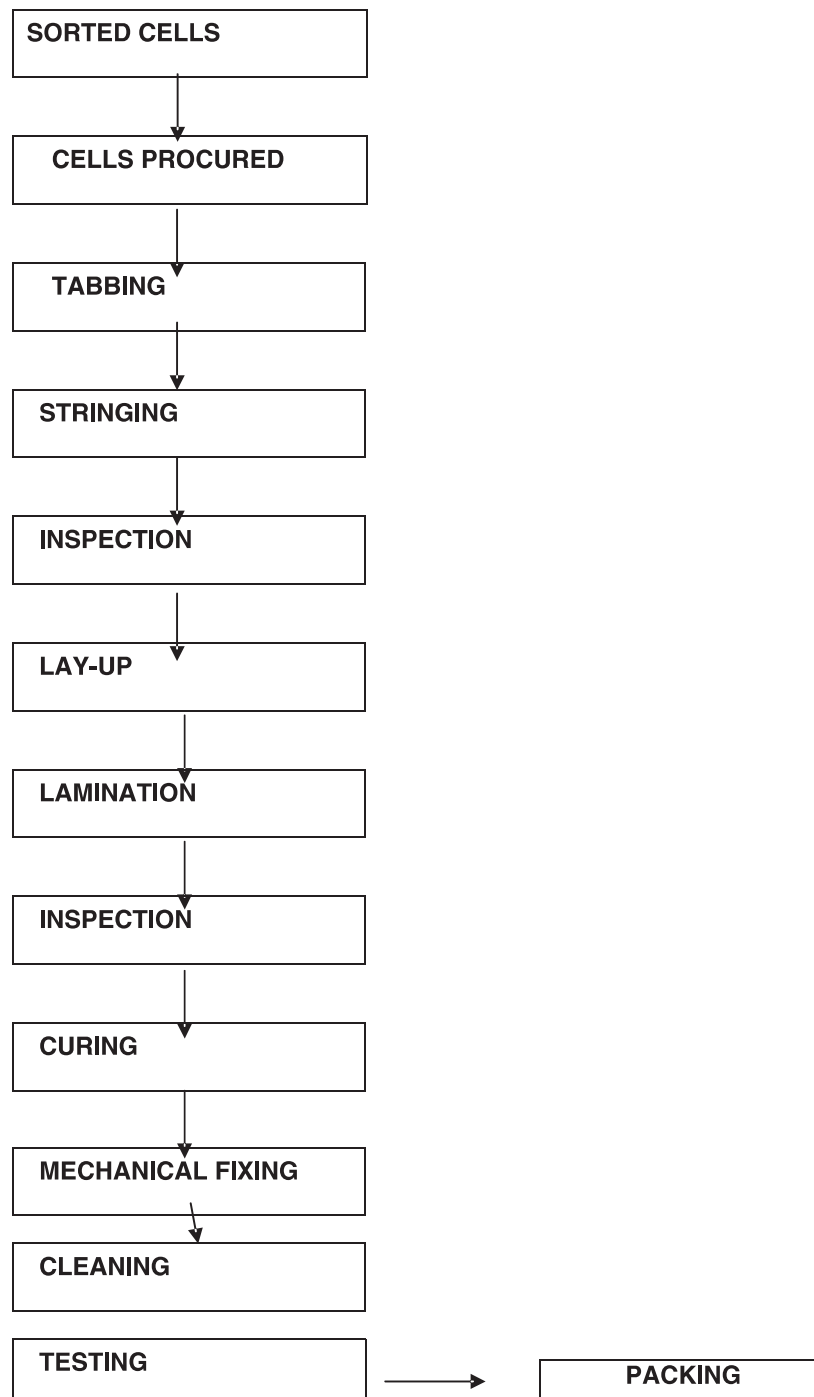 SORTED CELLS
CELLS PROCURED
TABBING
STRINGING
INSPECTION
LAY-UP
LAMINATION
INSPECTION
CURING
MECHANICAL FIXING
CLEANING
TESTING
PACKING